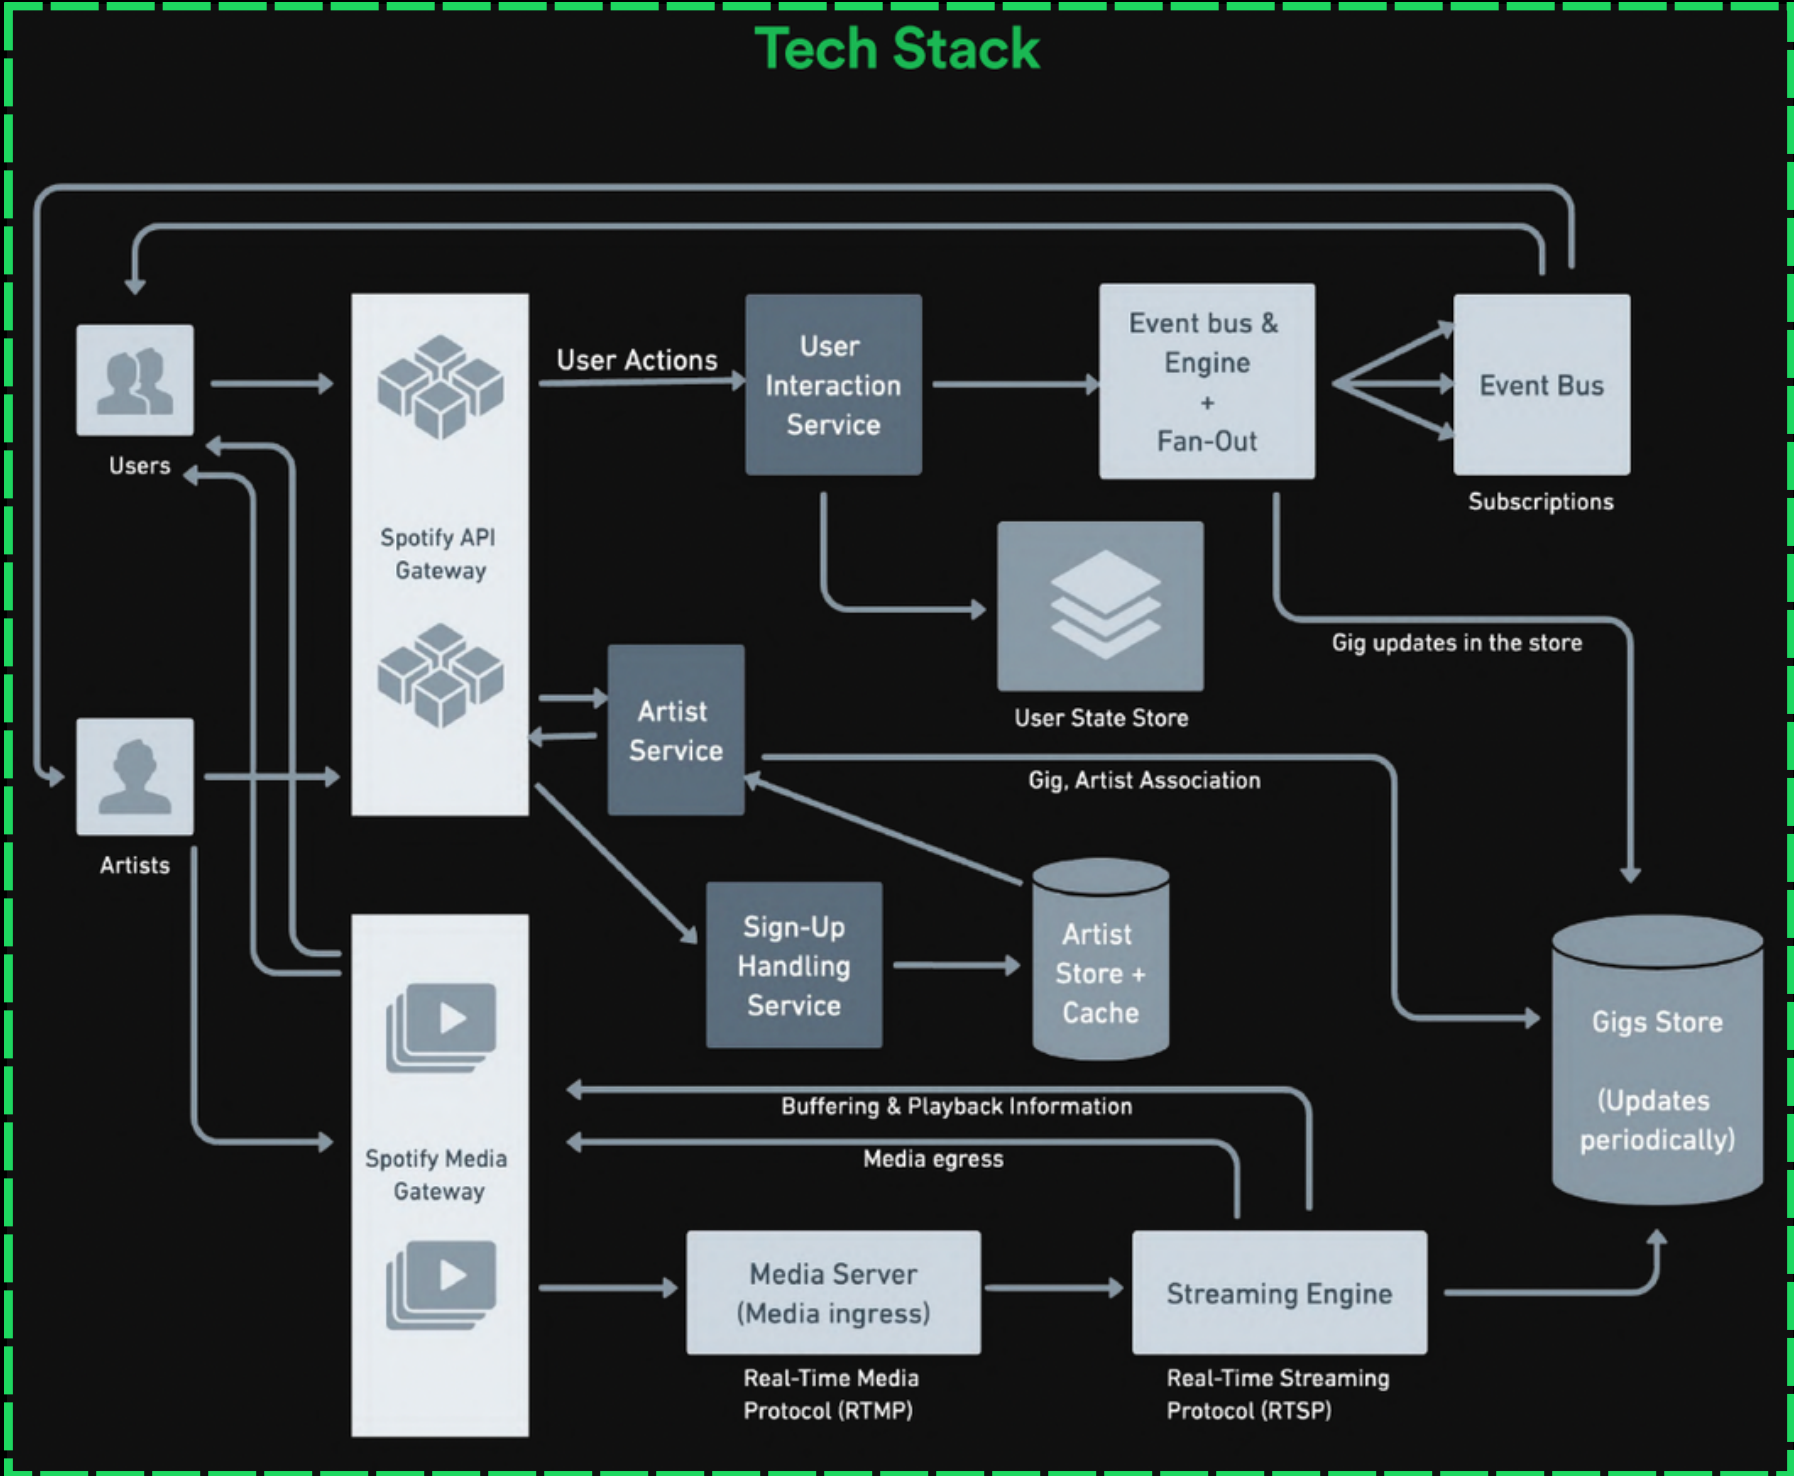 Tech Stack
User Actions
User
Interaction
Service
Event bus &
Engine
+
Fan-Out
Event Bus
Users
Subscriptions
Spotify API
Gateway
Gig updates in the store
Artist
Service
User State Store
Gig, Artist Association
Artists
Sign-Up
Handling
Service
Artist
Store +
Cache
Gigs Store
(Updates
periodically)
Buffering & Playback Information
Media egress
Spotify Media
Gateway
Media Server
(Media ingress)
Streaming Engine
Real-Time Media
Protocol (RTMP)
Real-Time Streaming
Protocol (RTSP)